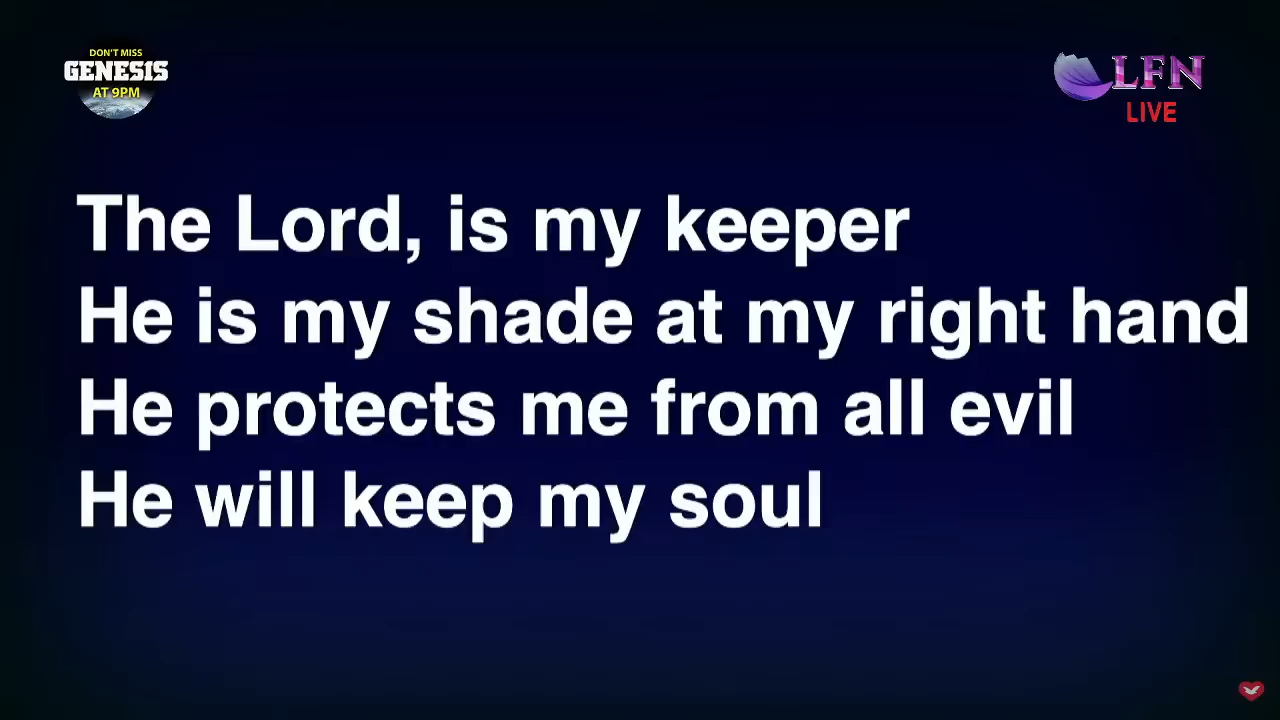 DON'T MISS
GENESIS
AT 9PM
LFN
LIVE
The Lord, is my keeper
He is my shade at my right hand
He protects me from all evil
He will keep my soul